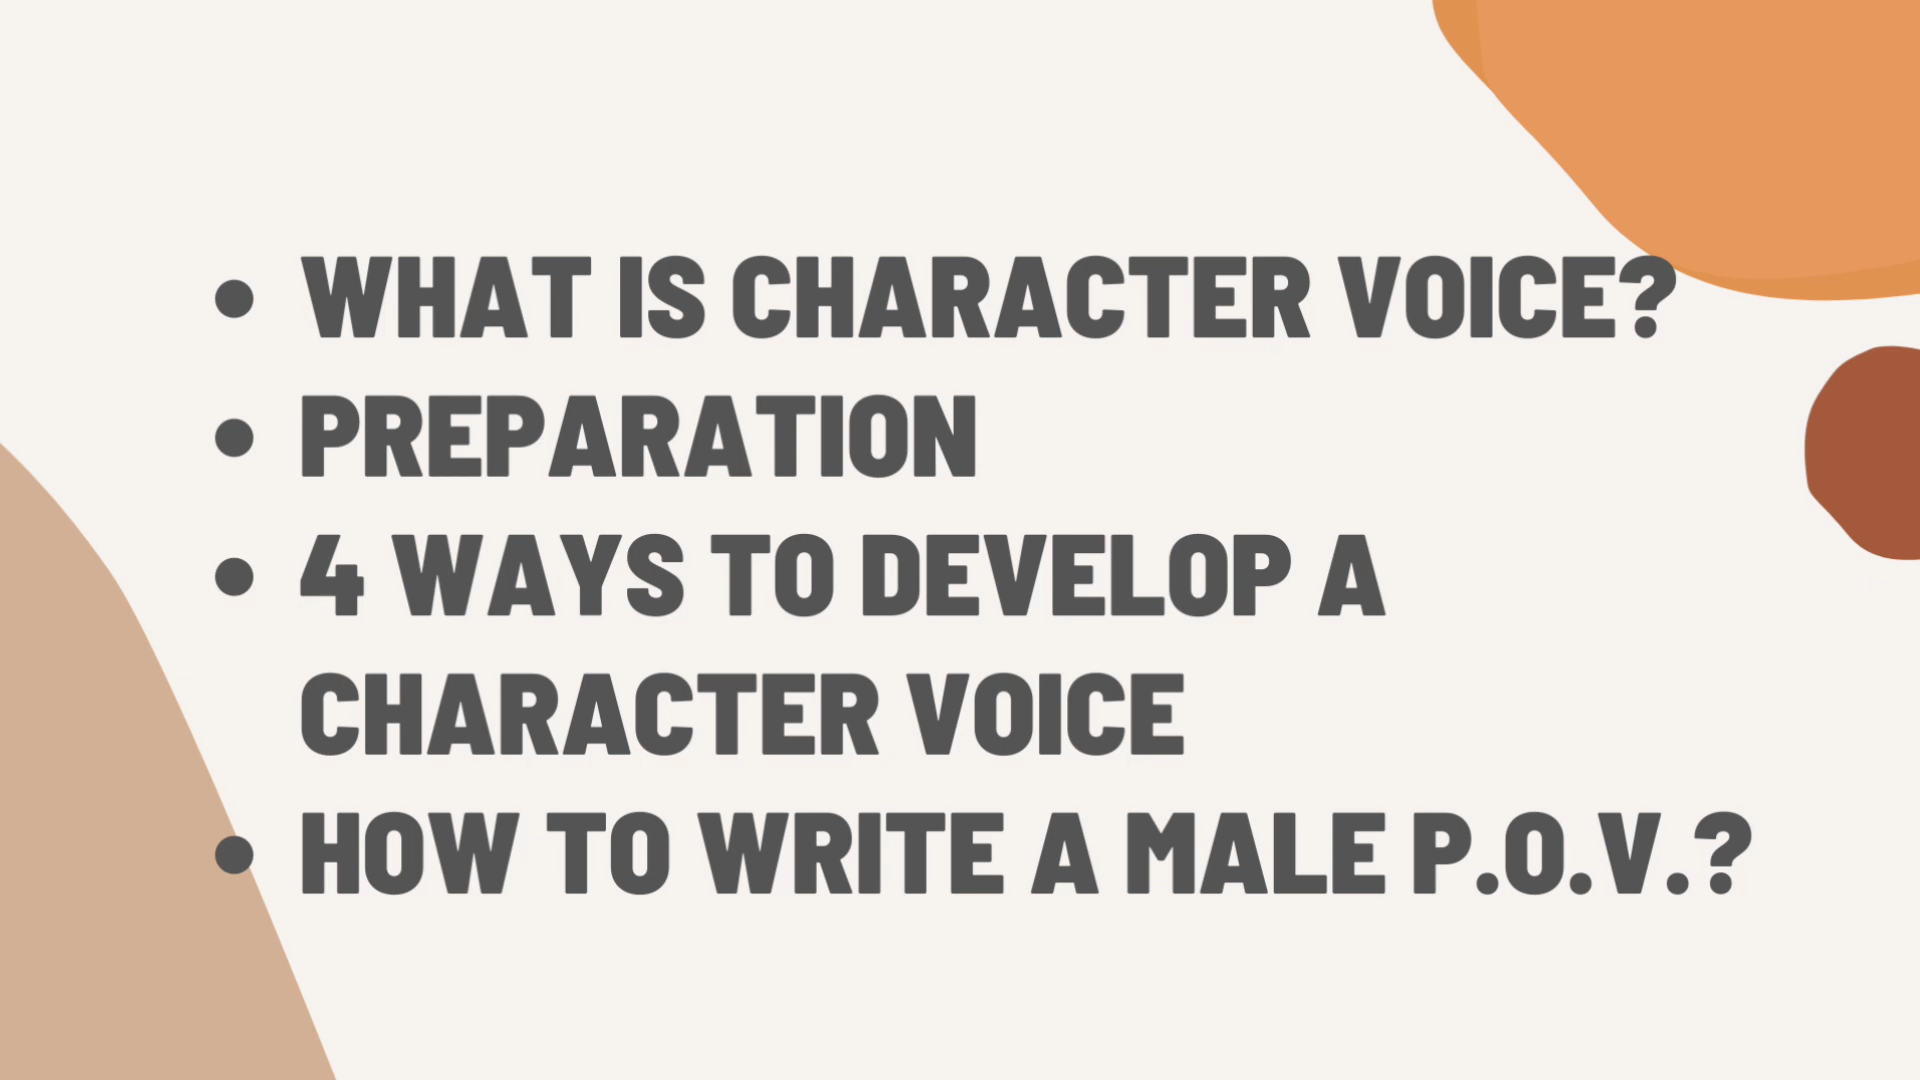 • WHAT IS CHARACTER VOICE?
• PREPARATION
• 4 WAYS TO DEVELOP A
CHARACTER VOICE
• HOW TO WRITE A MALE P.O.V.?